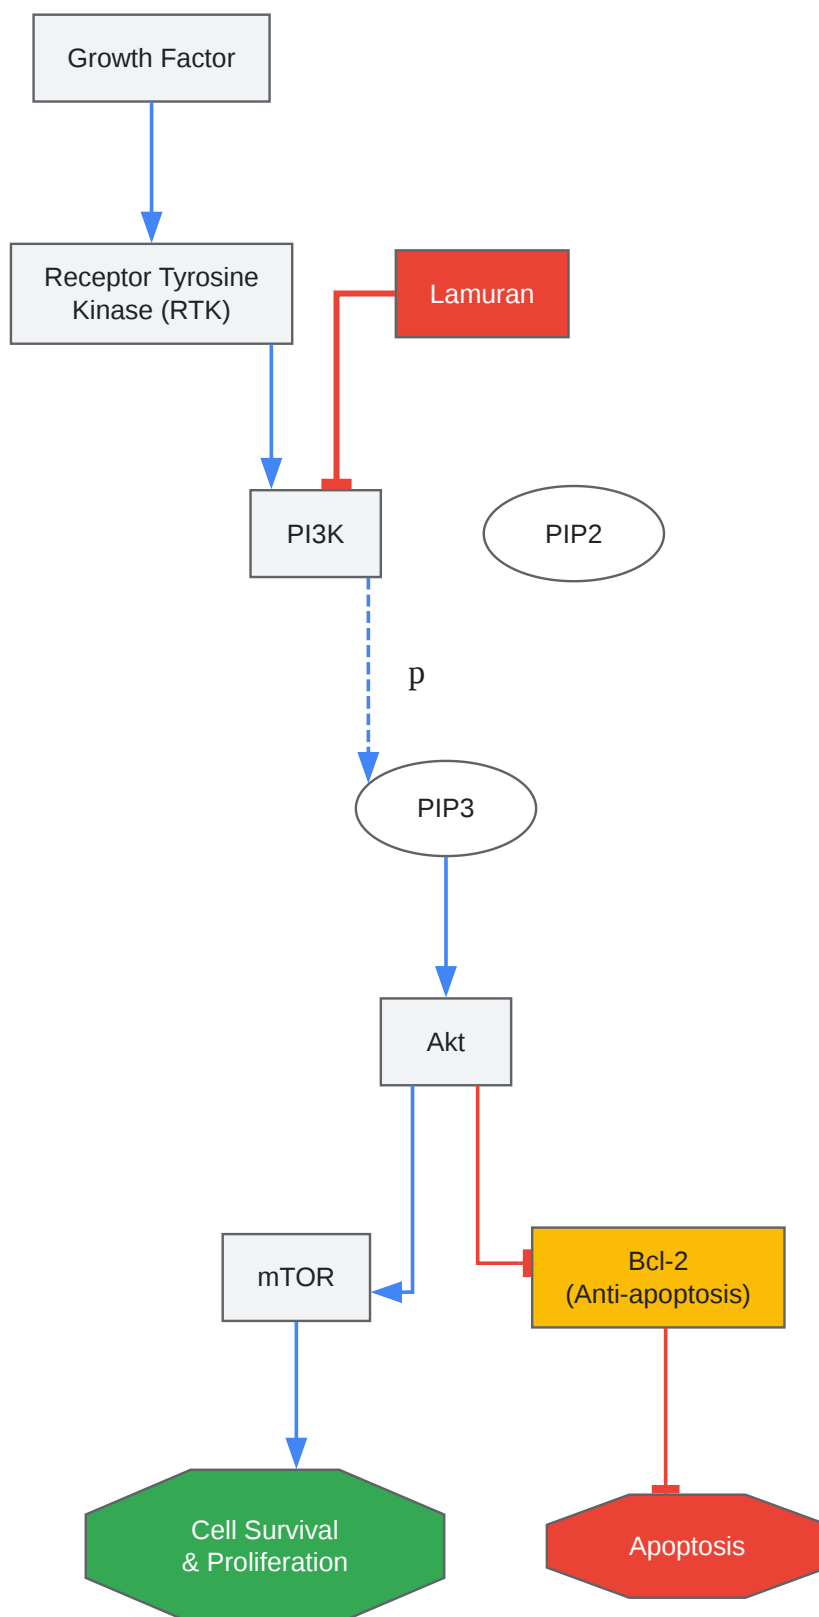 Growth Factor
Receptor Tyrosine
Kinase (RTK)
Lamuran
PI3K
PIP2
p
PIP3
Akt
mTOR
Bcl-2
(Anti-apoptosis)
Cell Survival
& Proliferation
Apoptosis